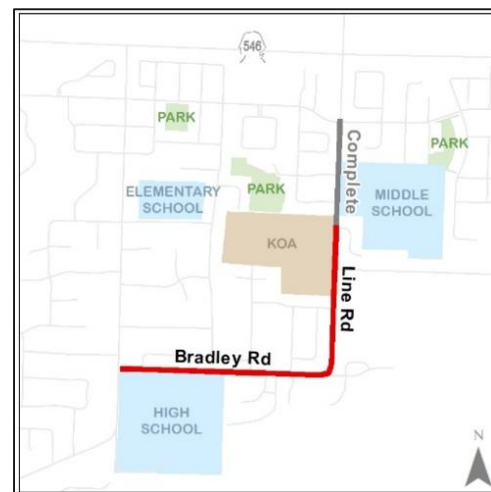 546
PARK
PARK
Complete
ELEMENTARY
SCHOOL
PARK
MIDDLE
SCHOOL
KOA
Line Rd
Bradley Rd
HIGH
SCHOOL
N